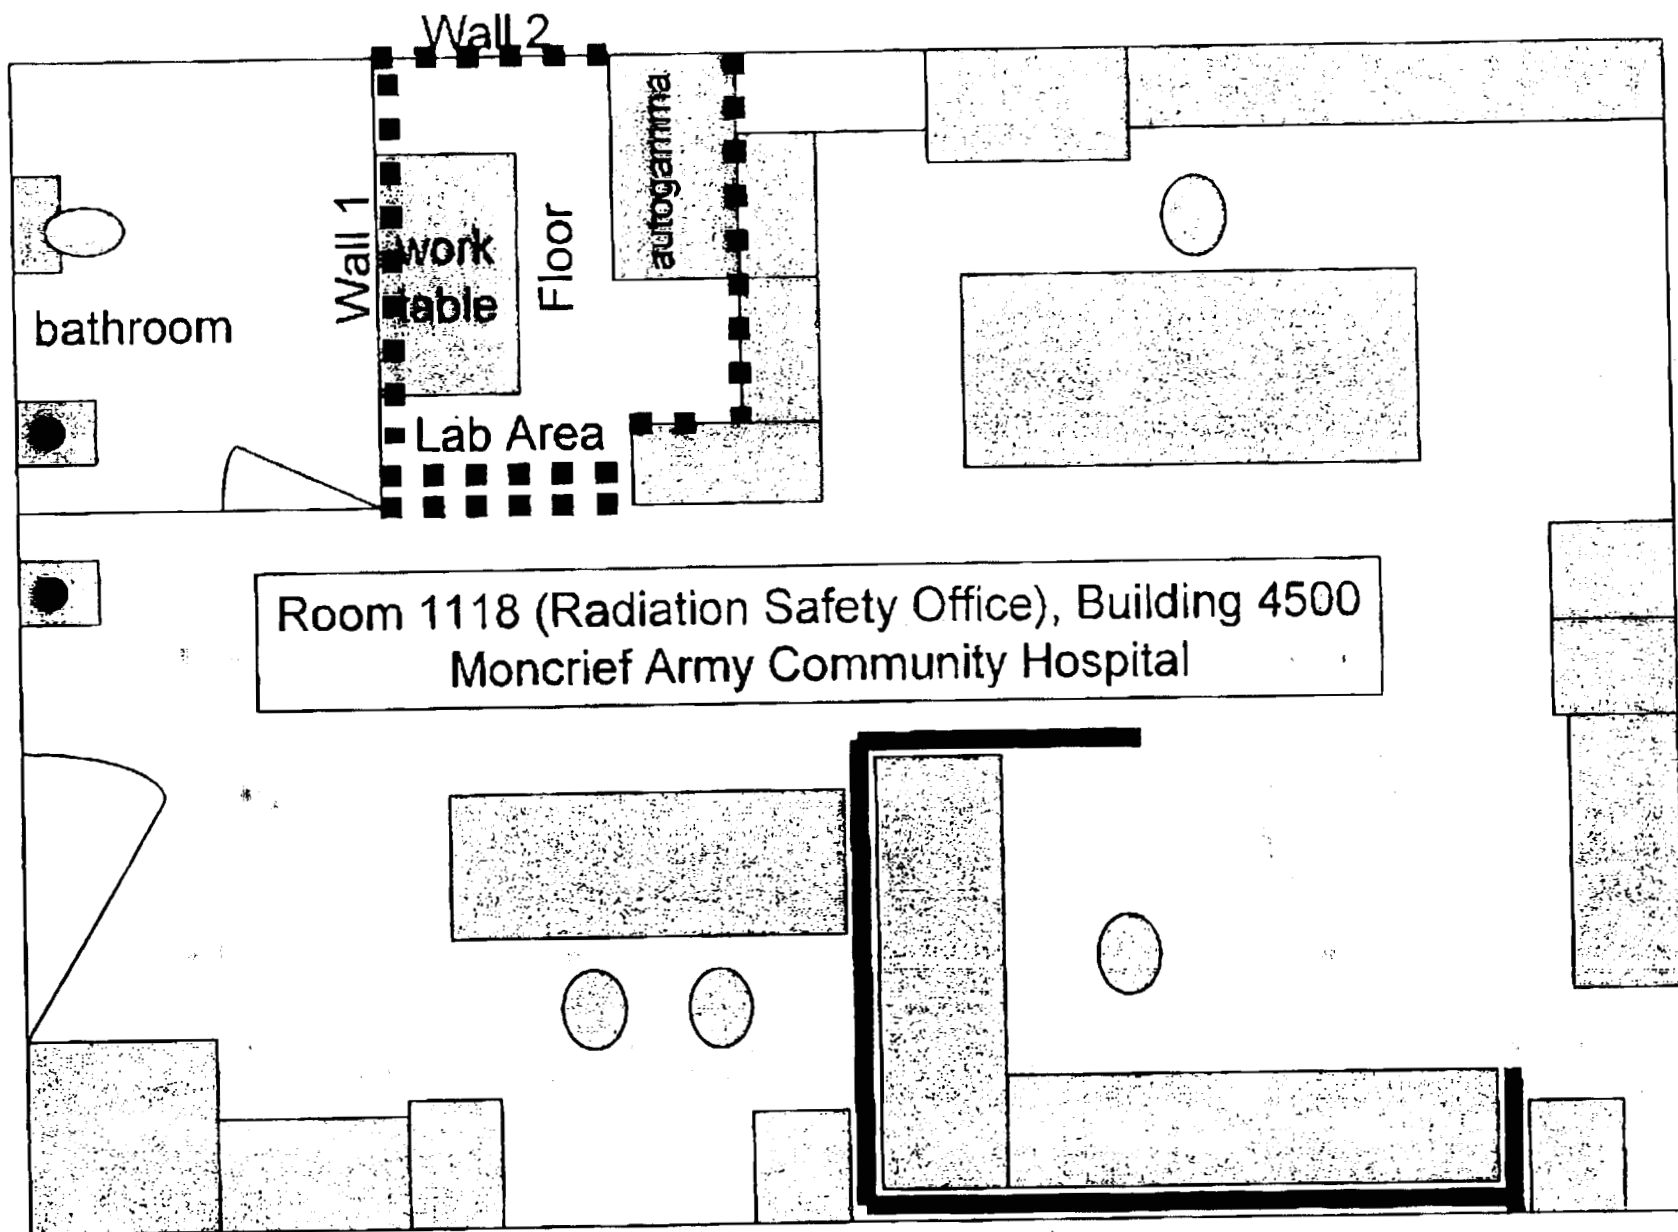 Wall 2
autogamma
Wall 1
work
table
Floor
bathroom
Lab Area
Room 1118 (Radiation Safety Office), Building 4500
Moncrief Army Community Hospital